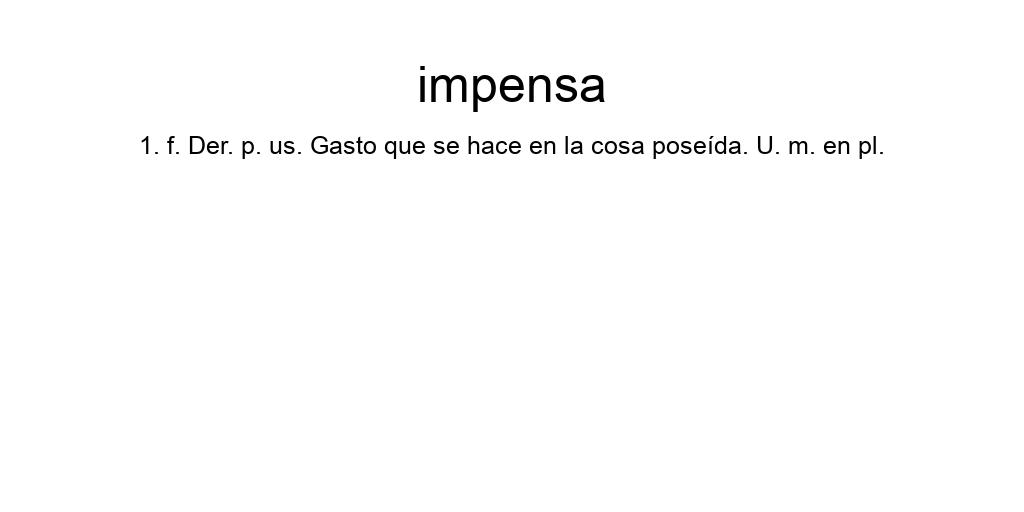 impensa
1. f. Der. p. us. Gasto que se hace en la cosa poseída. U. m. en pl.